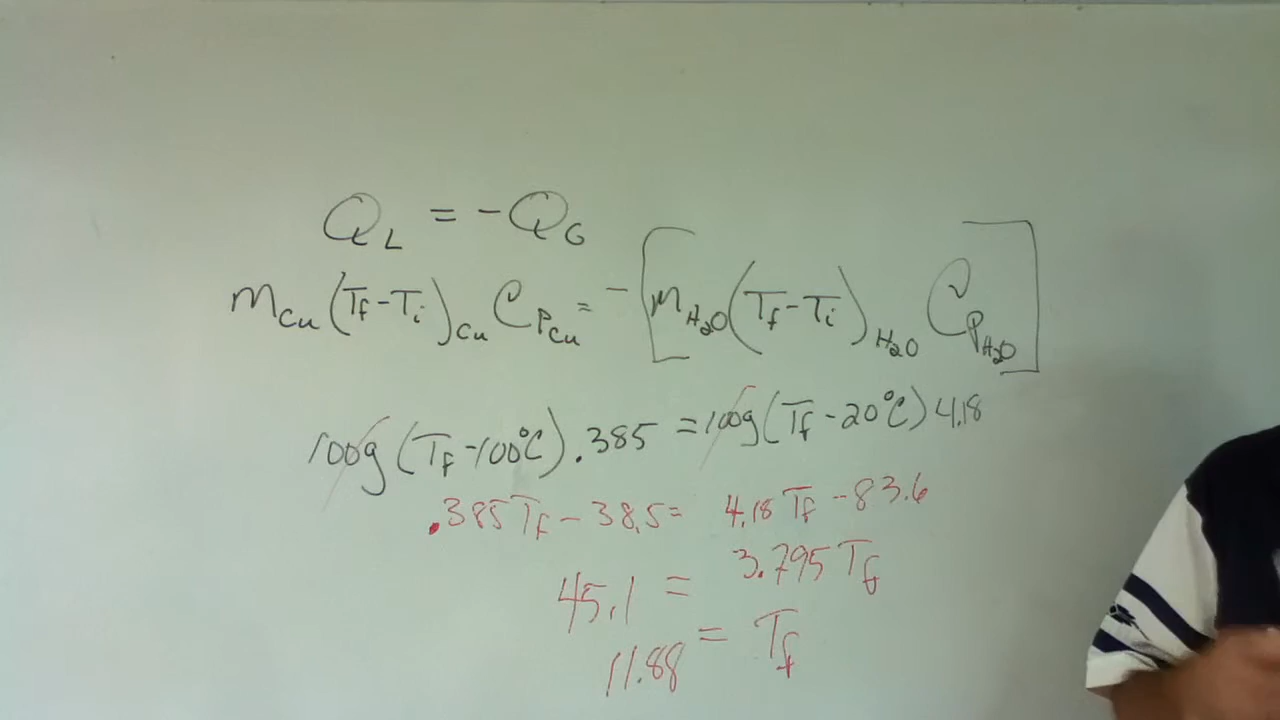 Q_L = -Q_G
m_Cu (T_f - T_i)_Cu C_P_Cu = - [m_H₂O (T_f - T_i)_H₂O C_P_H₂O]
100g (T_f - 100°C) .385 = 100g (T_f - 20°C) 4.18
.385 T_f - 38.5 = 4.18 T_f - 83.6
45.1 = 3.795 T_f
11.88 = T_f